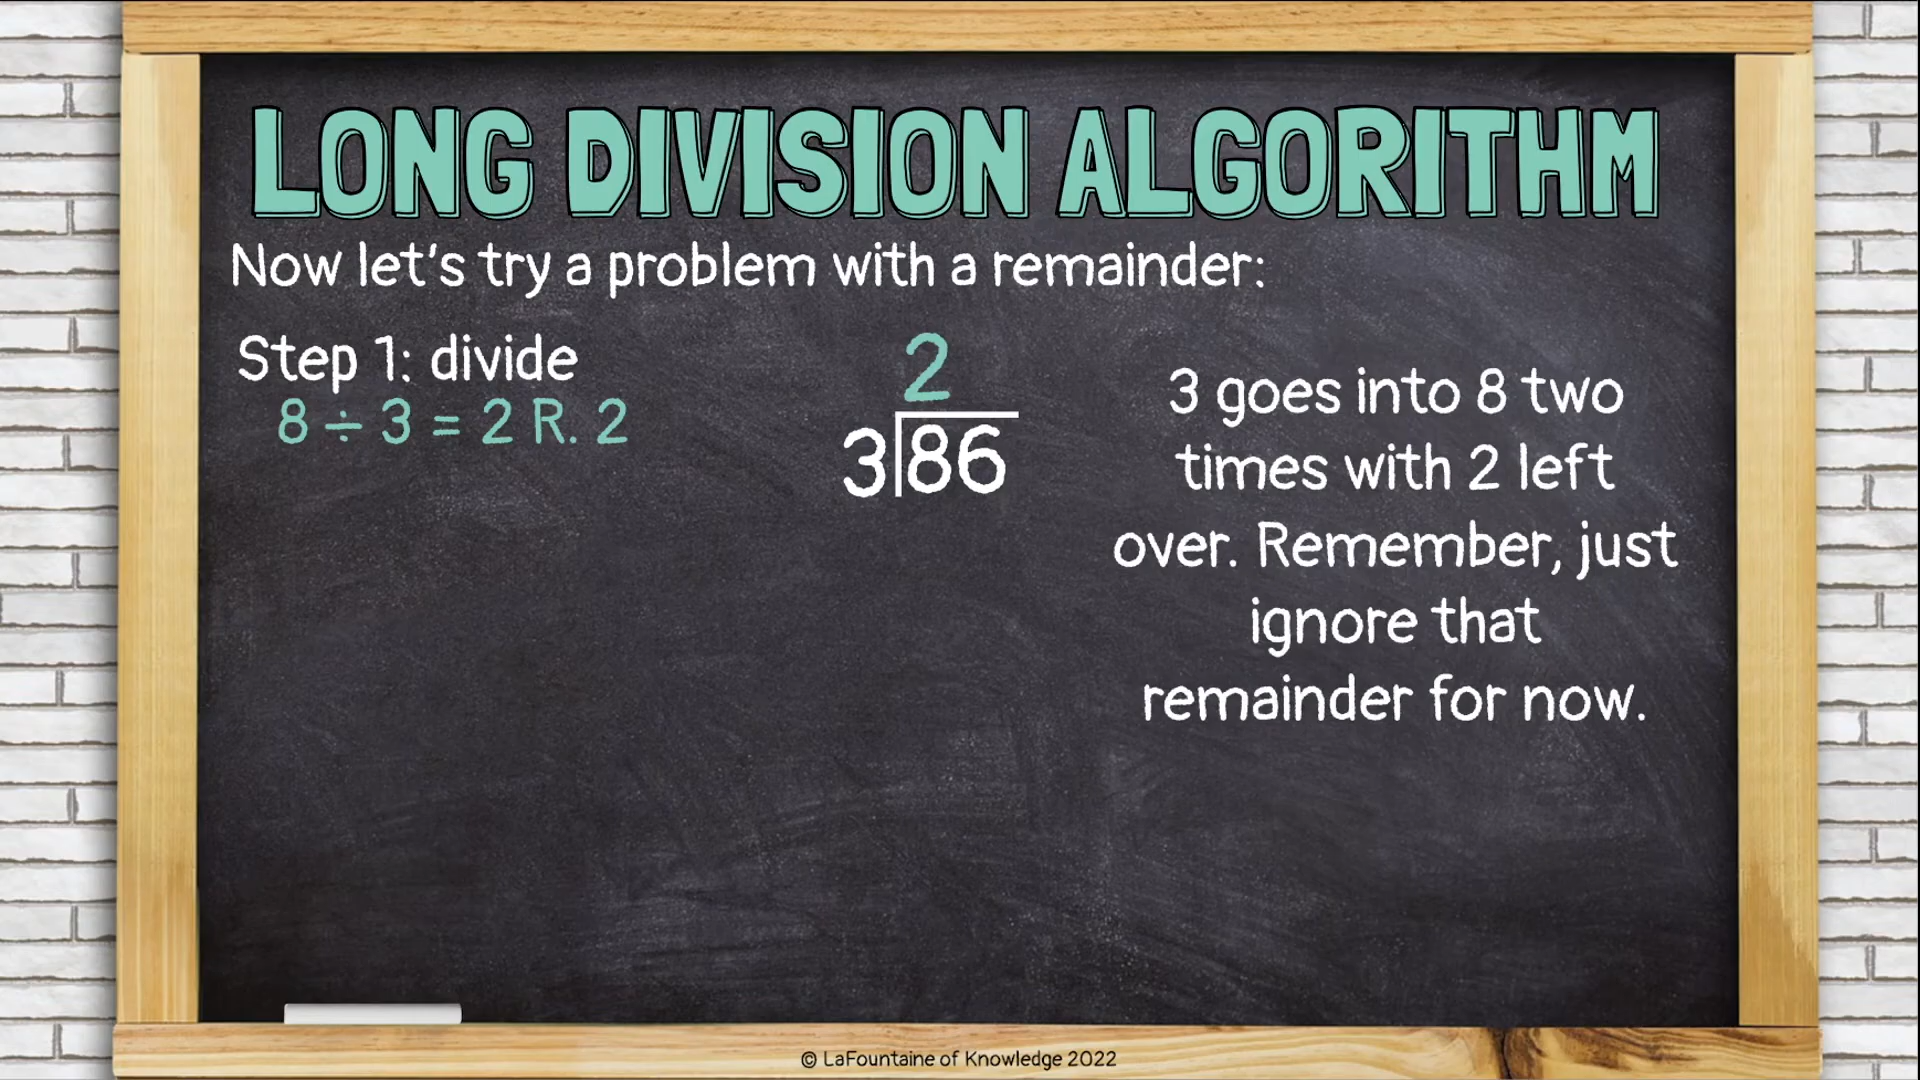 LONG DIVISION ALGORITHM
Now let's try a problem with a remainder:
Step 1: divide
8 ÷ 3 = 2 R. 2
2
3 86
3 goes into 8 two
times with 2 left
over. Remember, just
ignore that
remainder for now.
© LaFountaine of Knowledge 2022